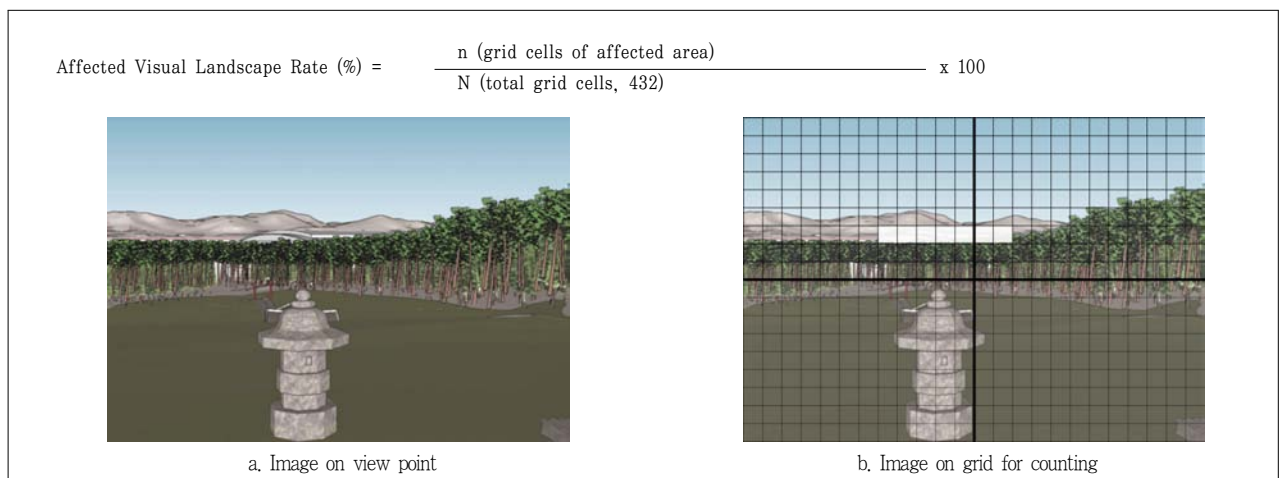 Affected Visual Landscape Rate (%) = n (grid cells of affected area) x 100
N (total grid cells, 432)
a. Image on view point
b. Image on grid for counting